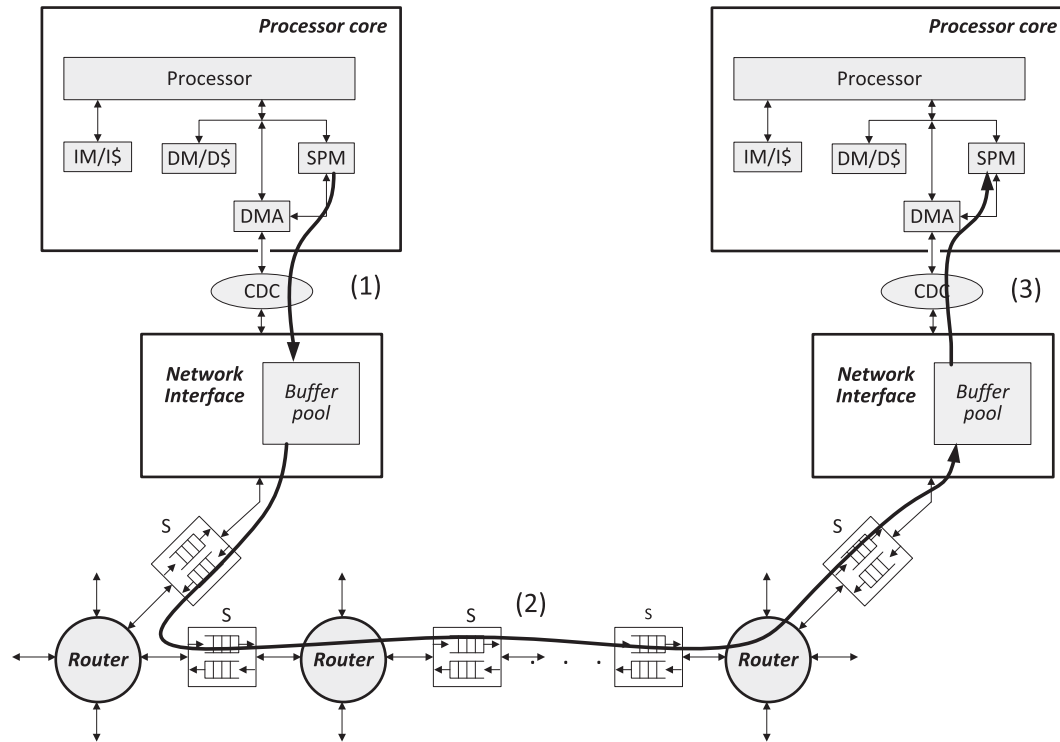 Processor core
Processor
IM/I$
DM/D$
SPM
DMA
CDC
(1)
Network
Interface
Buffer
pool
Processor core
Processor
IM/I$
DM/D$
SPM
DMA
CDC
(3)
Network
Interface
Buffer
pool
S
S
S
(2)
S
S
Router
Router
. . .
Router